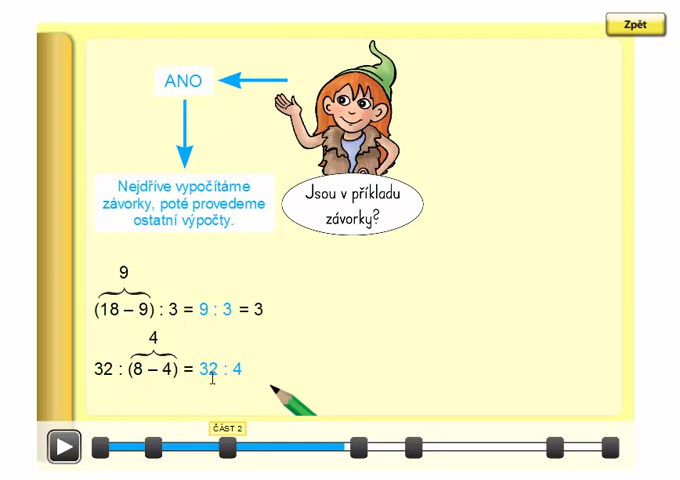 Zpět
ANO
Nejdříve vypočítáme
závorky, poté provedeme
ostatní výpočty.
Jsou v příkladu
závorky?
9
(18 – 9) : 3 = 9 : 3 = 3
4
32 : (8 – 4) = 32 : 4
ČÁST 2